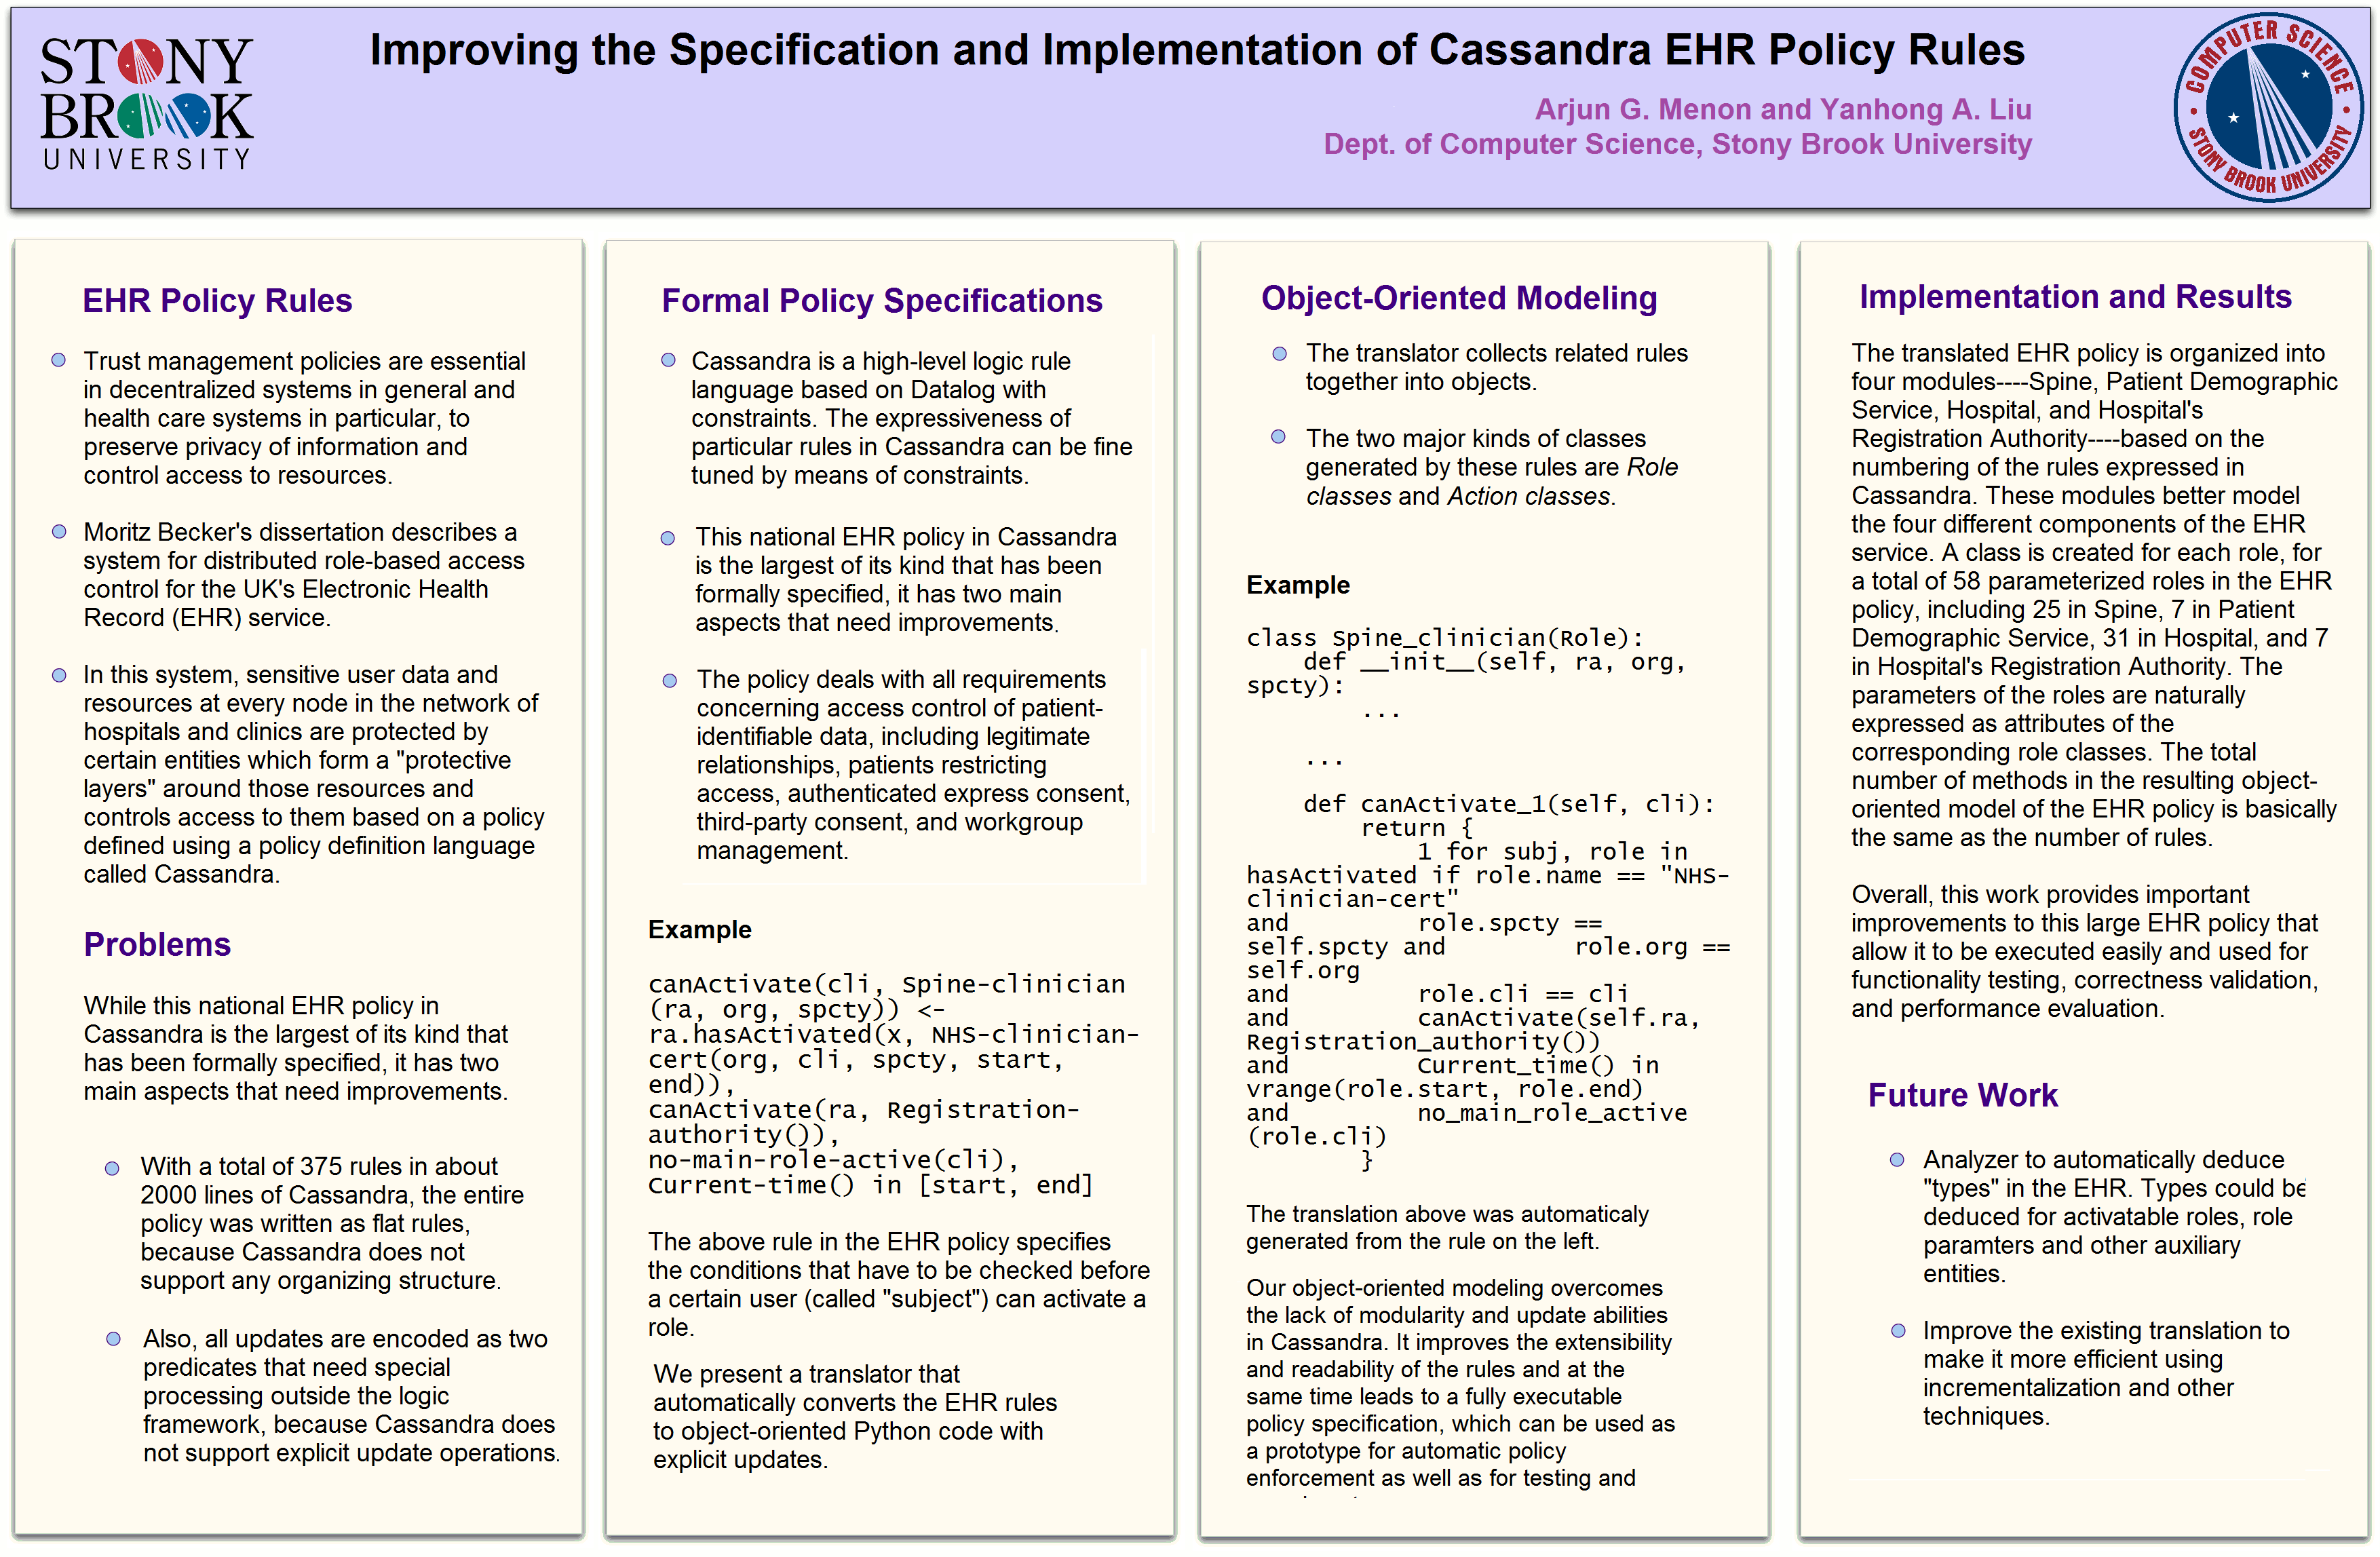 STONY
BROOK
UNIVERSITY
Improving the Specification and Implementation of Cassandra EHR Policy Rules
Arjun G. Menon and Yanhong A. Liu
Dept. of Computer Science, Stony Brook University
COMPUTER SCIENCE
STONY BROOK UNIVERSITY
EHR Policy Rules
Trust management policies are essential
in decentralized systems in general and
health care systems in particular, to
preserve privacy of information and
control access to resources.
Moritz Becker's dissertation describes a
system for distributed role-based access
control for the UK's Electronic Health
Record (EHR) service.
In this system, sensitive user data and
resources at every node in the network of
hospitals and clinics are protected by
certain entities which form a "protective
layers" around those resources and
controls access to them based on a policy
defined using a policy definition language
called Cassandra.
Problems
While this national EHR policy in
Cassandra is the largest of its kind that
has been formally specified, it has two
main aspects that need improvements.
With a total of 375 rules in about
2000 lines of Cassandra, the entire
policy was written as flat rules,
because Cassandra does not
support any organizing structure.
Also, all updates are encoded as two
predicates that need special
processing outside the logic
framework, because Cassandra does
not support explicit update operations.
Formal Policy Specifications
Cassandra is a high-level logic rule
language based on Datalog with
constraints. The expressiveness of
particular rules in Cassandra can be fine
tuned by means of constraints.
This national EHR policy in Cassandra
is the largest of its kind that has been
formally specified, it has two main
aspects that need improvements.
The policy deals with all requirements
concerning access control of patient-
identifiable data, including legitimate
relationships, patients restricting
access, authenticated express consent,
third-party consent, and workgroup
management.
Example
canActivate(cli, Spine-clinician
(ra, org, spcty)) <-
ra.hasActivated(x, NHS-clinician-
cert(org, cli, spcty, start,
end)),
canActivate(ra, Registration-
authority()),
no-main-role-active(cli),
Current-time() in [start, end]
The above rule in the EHR policy specifies
the conditions that have to be checked before
a certain user (called "subject") can activate a
role.
We present a translator that
automatically converts the EHR rules
to object-oriented Python code with
explicit updates.
Object-Oriented Modeling
The translator collects related rules
together into objects.
The two major kinds of classes
generated by these rules are Role
classes and Action classes.
Example
class Spine_clinician(Role):
def __init__(self, ra, org,
spcty):
...
...
def canActivate_1(self, cli):
return {
1 for subj, role in
hasActivated if role.name == "NHS-
clinician-cert"
and role.spcty ==
self.spcty and role.org ==
self.org
and role.cli == cli
and canActivate(self.ra,
Registration_authority())
and Current_time() in
vrange(role.start, role.end)
and no_main_role_active
(role.cli)
}
The translation above was automaticaly
generated from the rule on the left.
Our object-oriented modeling overcomes
the lack of modularity and update abilities
in Cassandra. It improves the extensibility
and readability of the rules and at the
same time leads to a fully executable
policy specification, which can be used as
a prototype for automatic policy
enforcement as well as for testing and
Implementation and Results
The translated EHR policy is organized into
four modules----Spine, Patient Demographic
Service, Hospital, and Hospital's
Registration Authority----based on the
numbering of the rules expressed in
Cassandra. These modules better model
the four different components of the EHR
service. A class is created for each role, for
a total of 58 parameterized roles in the EHR
policy, including 25 in Spine, 7 in Patient
Demographic Service, 31 in Hospital, and 7
in Hospital's Registration Authority. The
parameters of the roles are naturally
expressed as attributes of the
corresponding role classes. The total
number of methods in the resulting object-
oriented model of the EHR policy is basically
the same as the number of rules.
Overall, this work provides important
improvements to this large EHR policy that
allow it to be executed easily and used for
functionality testing, correctness validation,
and performance evaluation.
Future Work
Analyzer to automatically deduce
"types" in the EHR. Types could be
deduced for activatable roles, role
paramters and other auxiliary
entities.
Improve the existing translation to
make it more efficient using
incrementalization and other
techniques.